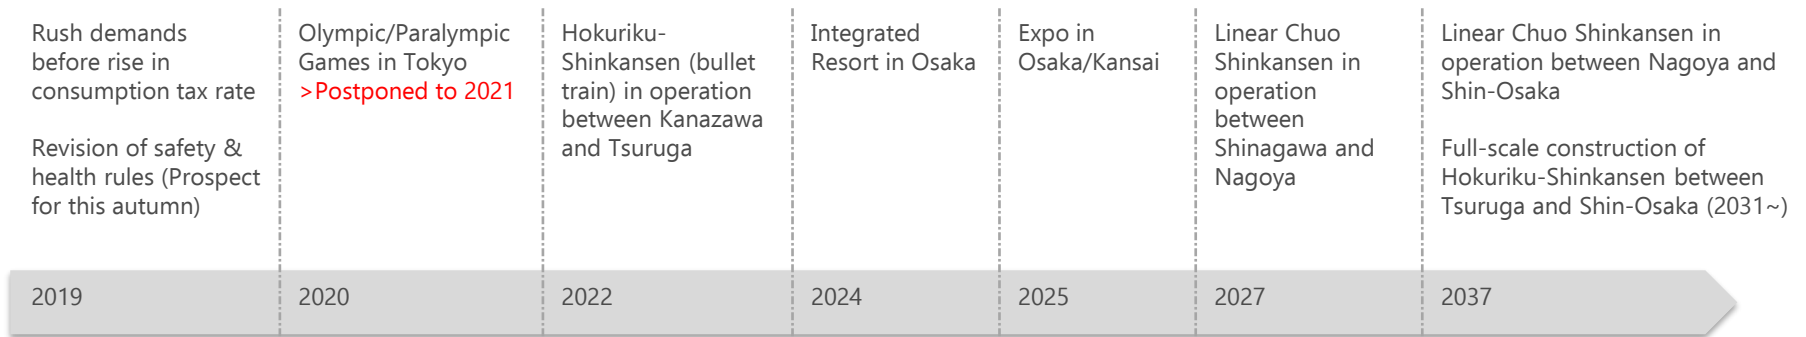 Rush demands
before rise in
consumption tax rate
Revision of safety &
health rules (Prospect
for this autumn)
Olympic/Paralympic
Games in Tokyo
>Postponed to 2021
Hokuriku-
Shinkansen (bullet
train) in operation
between Kanazawa
and Tsuruga
Integrated
Resort in Osaka
Expo in
Osaka/Kansai
Linear Chuo
Shinkansen in
operation
between
Shinagawa and
Nagoya
Linear Chuo Shinkansen in
operation between Nagoya and
Shin-Osaka
Full-scale construction of
Hokuriku-Shinkansen between
Tsuruga and Shin-Osaka (2031~)
2019
2020
2022
2024
2025
2027
2037